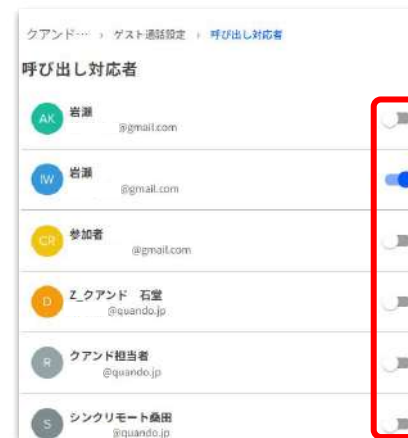 クアンド… › ゲスト通話設定 › 呼び出し対応者
呼び出し対応者
AK 岩瀬
@gmail.com
IW 岩瀬
@gmail.com
CR 参加者
@gmail.com
D Z_クアンド 石堂
@quando.jp
R クアンド担当者
@quando.jp
S シンクリモート桑田
@quando.jp